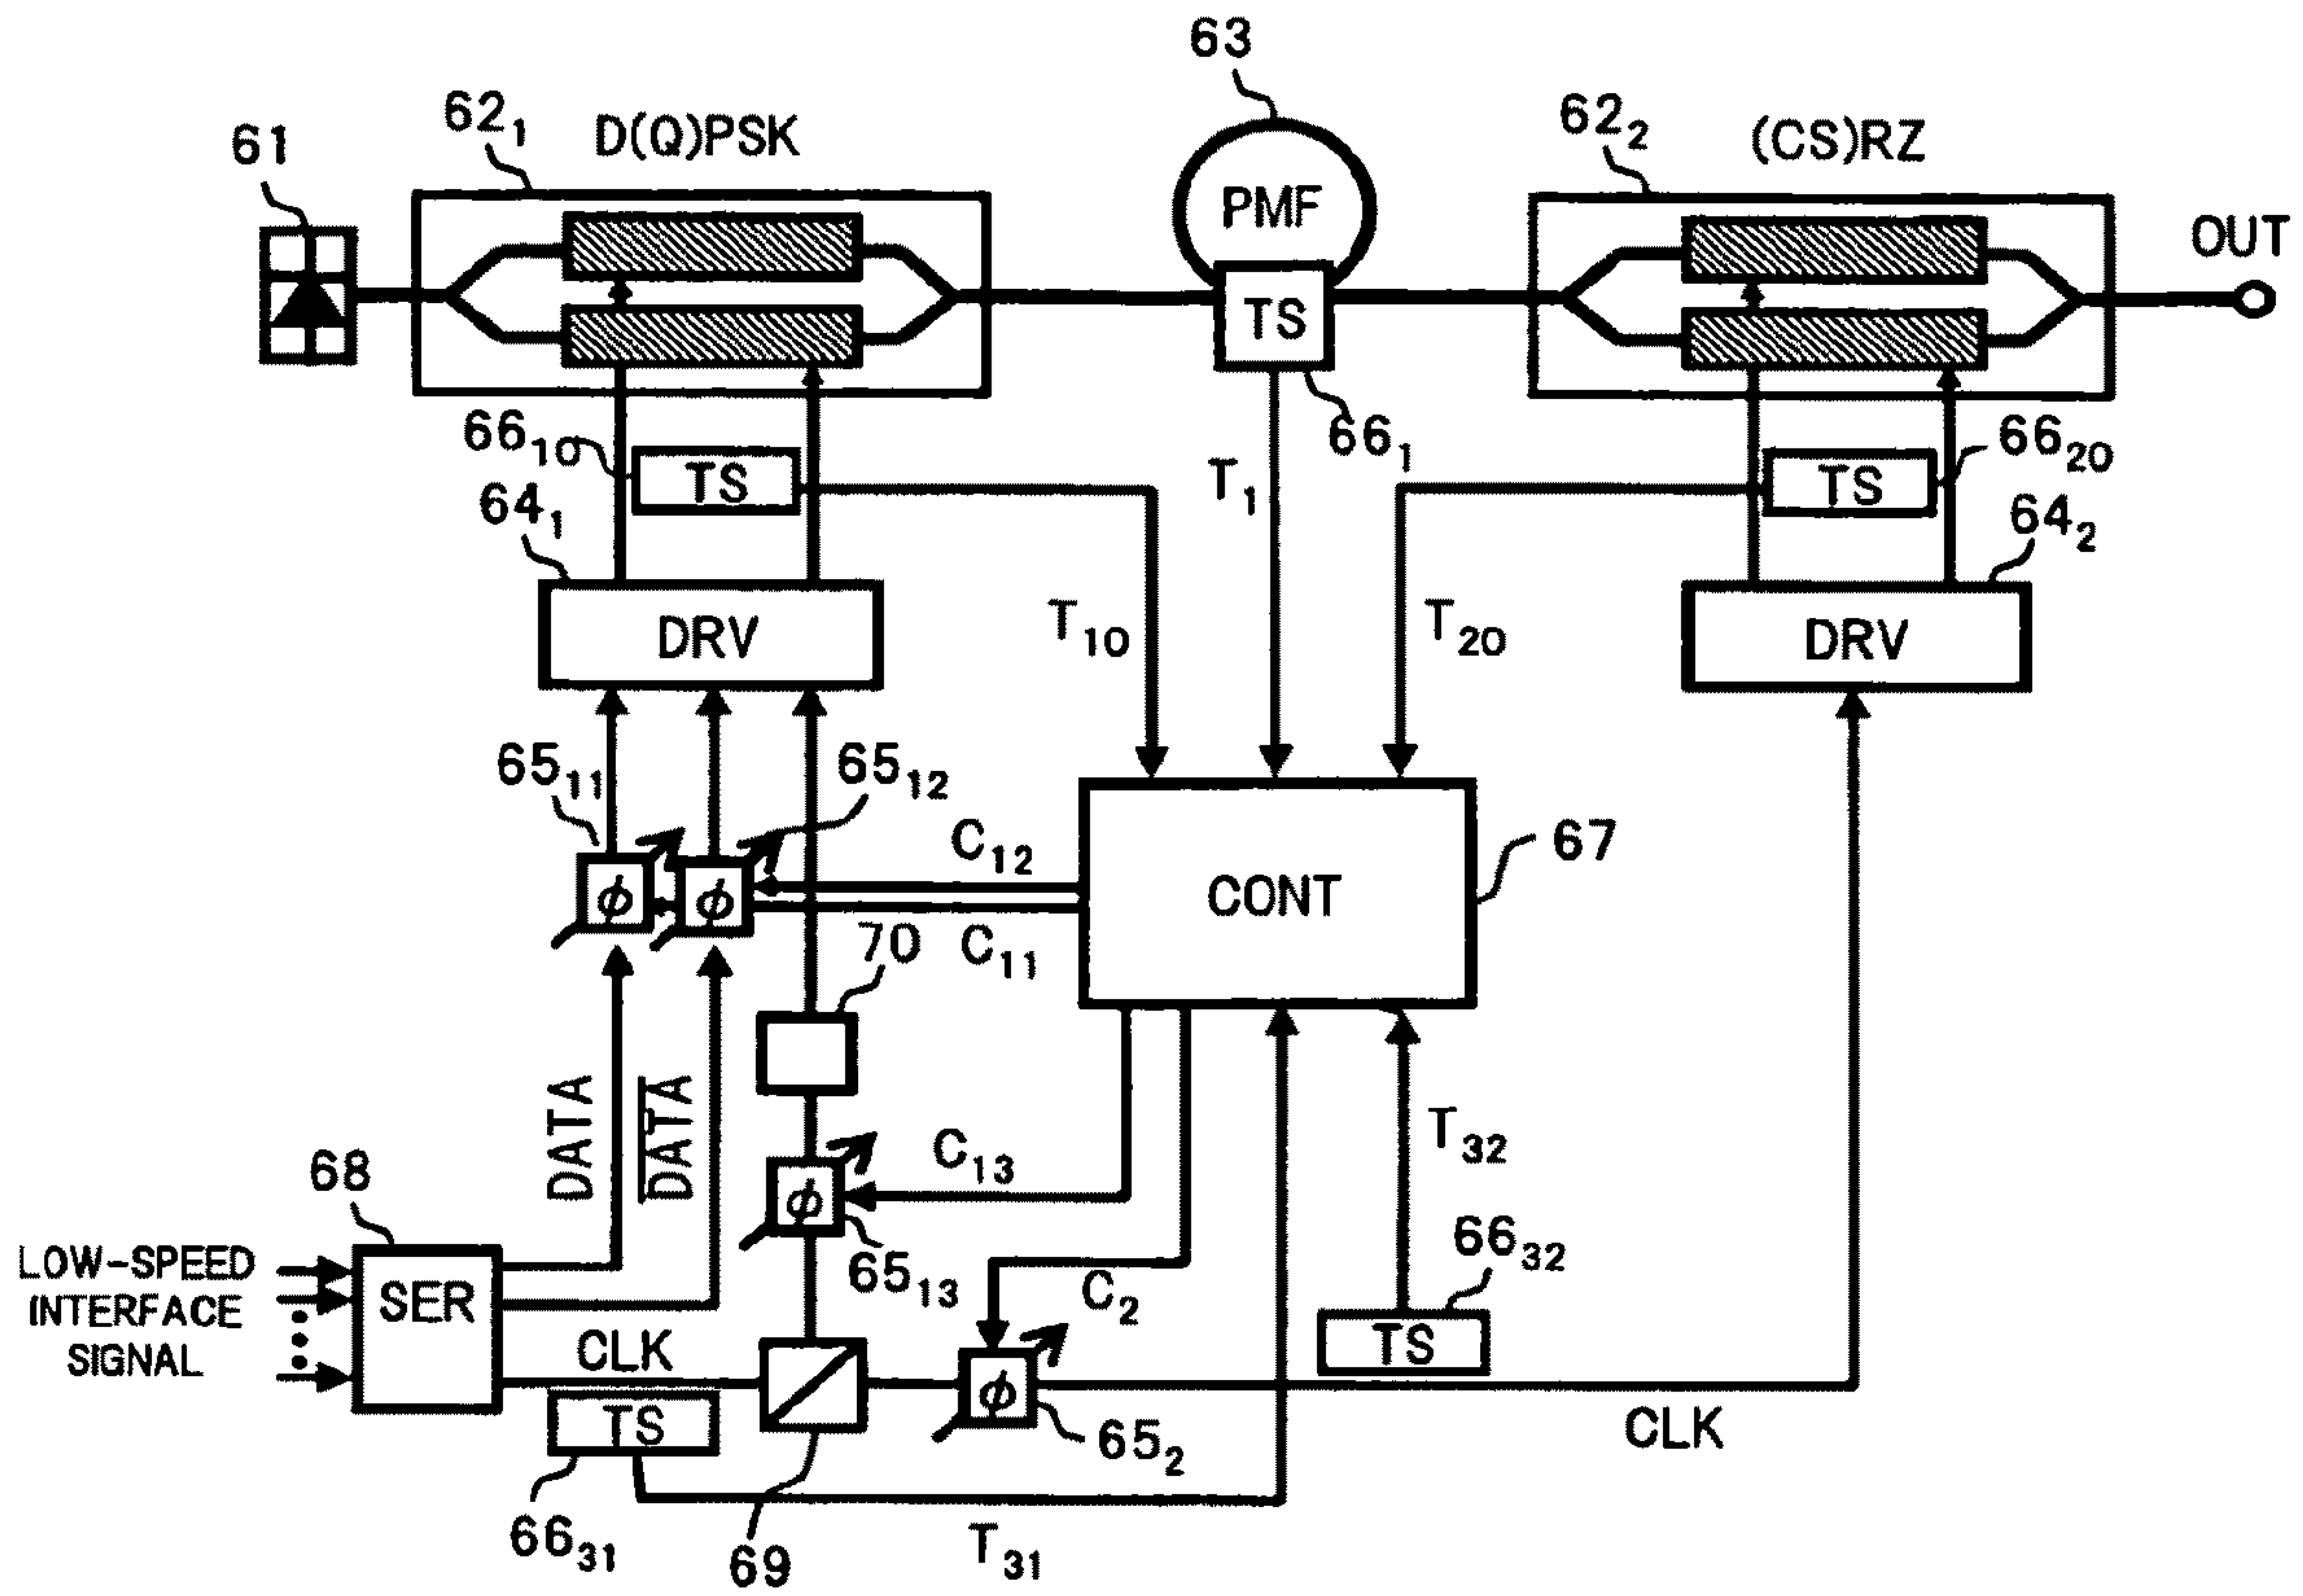 63
62₁
D(Q)PSK
62₂
(CS)RZ
61
PMF
OUT
TS
66₁₀
TS
66₁
T₁
TS
66₂₀
64₁
64₂
DRV
T₁₀
T₂₀
DRV
65₁₁
65₁₂
C₁₂
67
CONT
C₁₁
70
DATA
D̅A̅T̅A̅
C₁₃
T₃₂
68
65₁₃
66₃₂
LOW-SPEED
INTERFACE
SIGNAL
SER
C₂
CLK
TS
TS
65₂
CLK
66₃₁
69
T₃₁
ϕ
ϕ
ϕ
ϕ